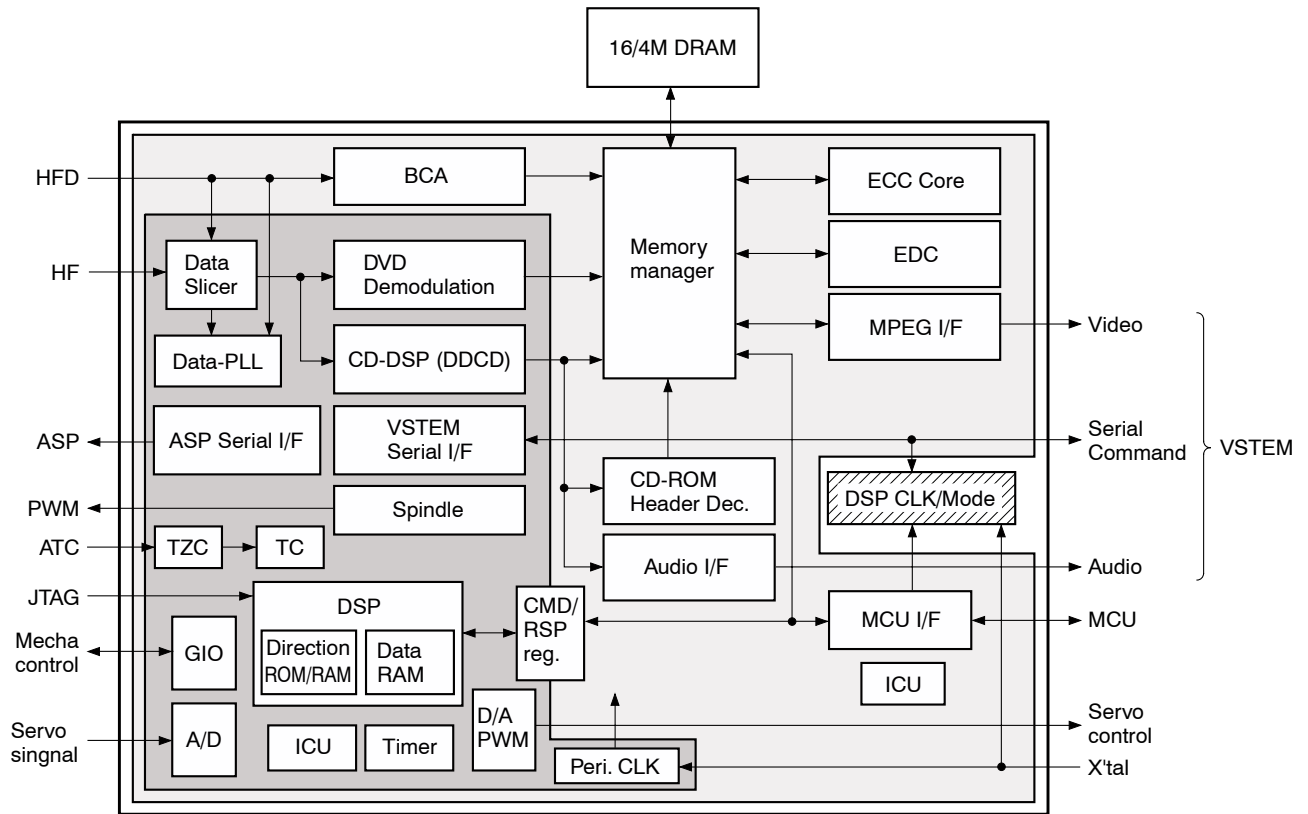 16/4M DRAM
HFD
BCA
ECC Core
HF
Data
Slicer
DVD
Demodulation
Memory
manager
EDC
MPEG I/F
Video
Data-PLL
CD-DSP (DDCD)
ASP
ASP Serial I/F
VSTEM
Serial I/F
Serial
Command
VSTEM
CD-ROM
Header Dec.
DSP CLK/Mode
PWM
Spindle
ATC
TZC
TC
Audio I/F
Audio
JTAG
DSP
CMD/
RSP
reg.
MCU I/F
MCU
Mecha
control
GIO
Direction
ROM/RAM
Data
RAM
ICU
Servo
singnal
A/D
ICU
Timer
D/A
PWM
Servo
control
Peri. CLK
X'tal